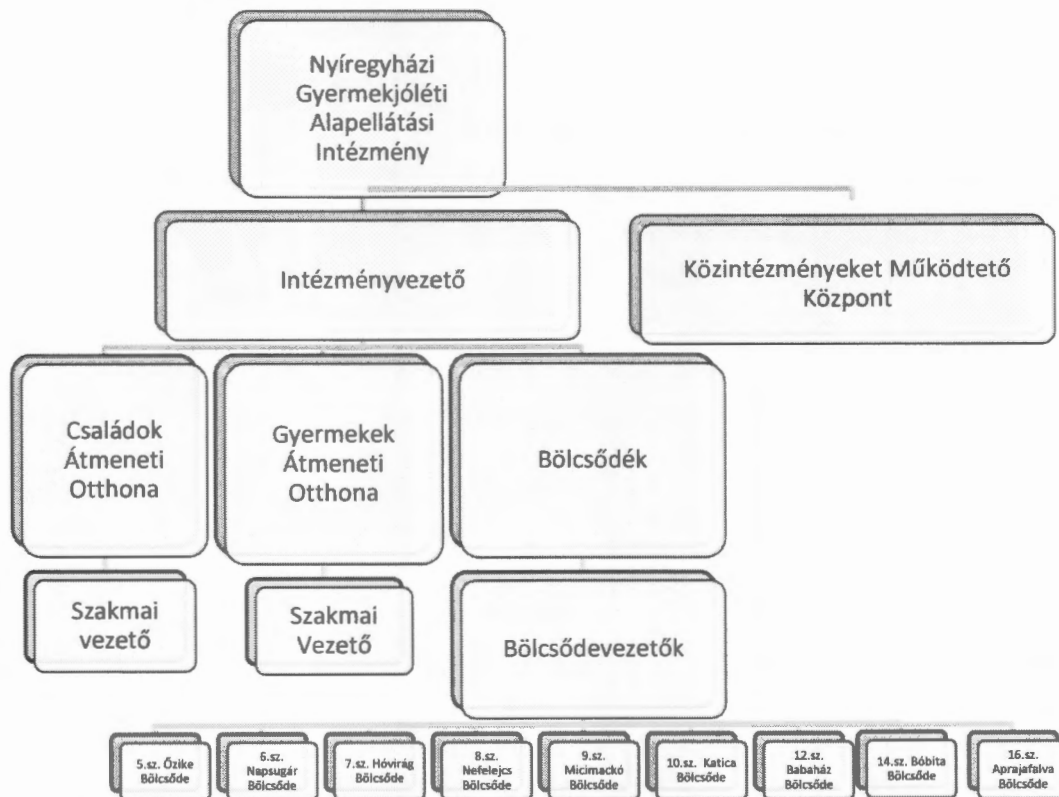 Nyíregyházi
Gyermekjóléti
Alapellátási
Intézmény
Intézményvezető
Közintézményeket Működtető
Központ
Családok
Átmeneti
Otthona
Gyermekek
Átmeneti
Otthona
Bölcsődék
Szakmai
vezető
Szakmai
Vezető
Bölcsődevezetők
5.sz. Őzike
Bölcsőde
6.sz.
Napsugár
Bölcsőde
7.sz. Hóvirág
Bölcsőde
8.sz.
Nefelejcs
Bölcsőde
9.sz.
Micimackó
Bölcsőde
10.sz. Katica
Bölcsőde
12.sz.
Babaház
Bölcsőde
14.sz. Bóbita
Bölcsőde
16.sz.
Aprajafalva
Bölcsőde